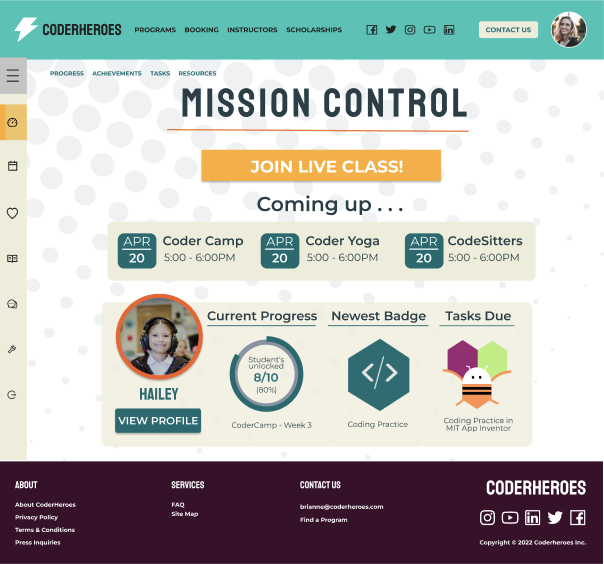 CODERHEROES
PROGRAMS BOOKING INSTRUCTORS SCHOLARSHIPS
CONTACT US
PROGRESS ACHIEVEMENTS TASKS RESOURCES
MISSION CONTROL
JOIN LIVE CLASS!
Coming up . . .
APR
20
Coder Camp
5:00 - 6:00PM
APR
20
Coder Yoga
5:00 - 6:00PM
APR
20
CodeSitters
5:00 - 6:00PM
HAILEY
VIEW PROFILE
Current Progress
Student's
unlocked
8/10
(80%)
CoderCamp - Week 3
Newest Badge
</>
Coding Practice
Tasks Due
Coding Practice in
MIT App Inventor
ABOUT
About CoderHeroes
Privacy Policy
Terms & Conditions
Press Inquiries
SERVICES
FAQ
Site Map
CONTACT US
brianne@coderheroes.com
Find a Program
CODERHEROES
Copyright © 2022 Coderheroes Inc.